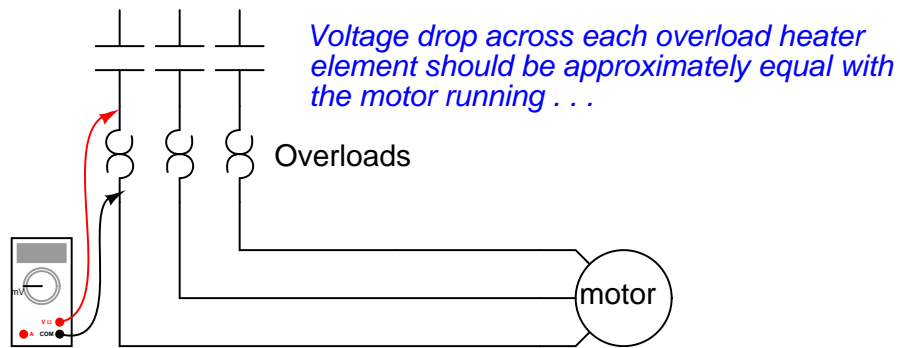 Voltage drop across each overload heater
element should be approximately equal with
the motor running . . .
Overloads
motor
mV
V Ω
A COM